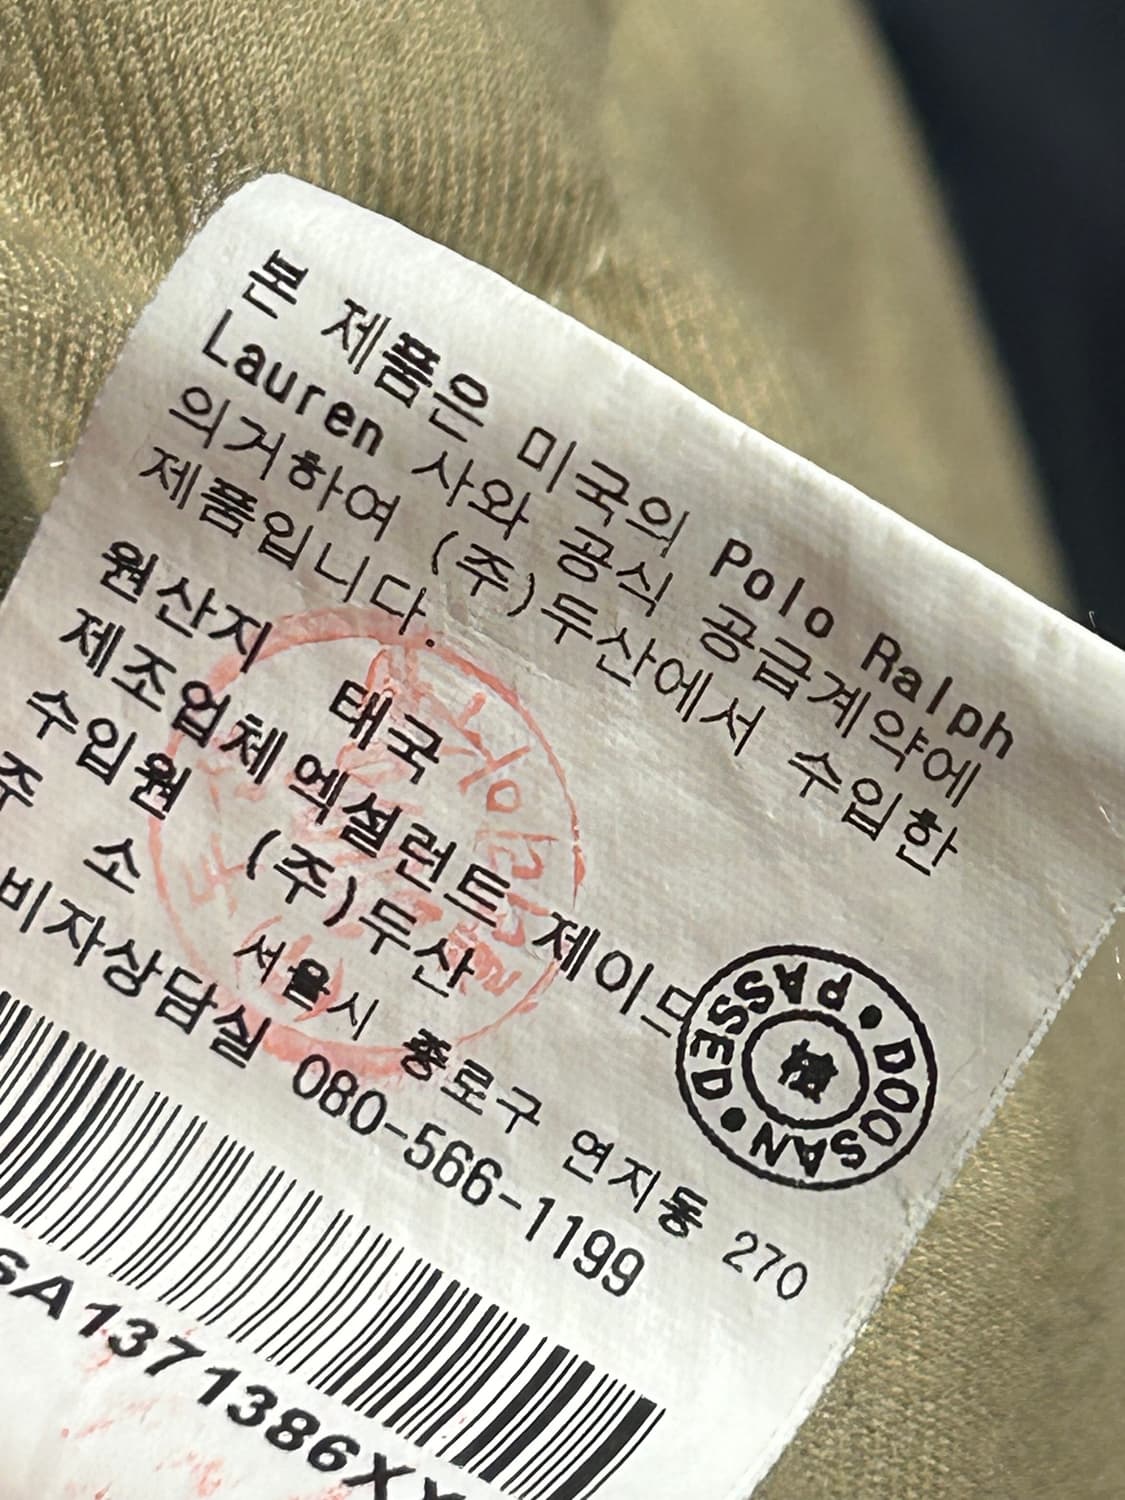 본 제품은 미국의 Polo Ralph
Lauren 사와 공식 공급계약에
의거하여 (주)두산에서 수입한
제품입니다.
원산지 태국
제조업체 엑설런트 제이드
수입원 (주)두산
주 소 서울시 종로구 연지동 270
비자상담실 080-566-1199
DOOSAN • PASSED •
6A1371386XX